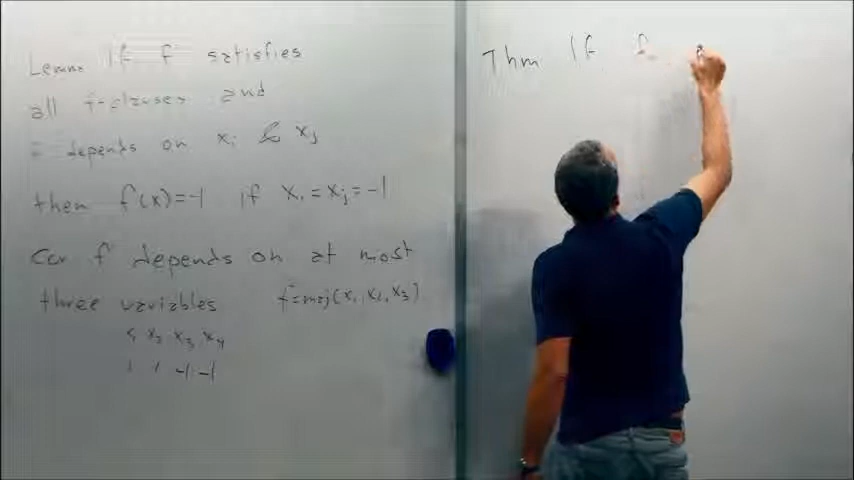 Lemma If f satisfies
all clauses and
depends on x_i & x_j
then f(x)=-1 if x_i=x_j=-1
Cor f depends on at most
three variables f=maj(x_1,x_2,x_3)
x_2 x_3 x_4
1 1 -1 -1
Thm If f